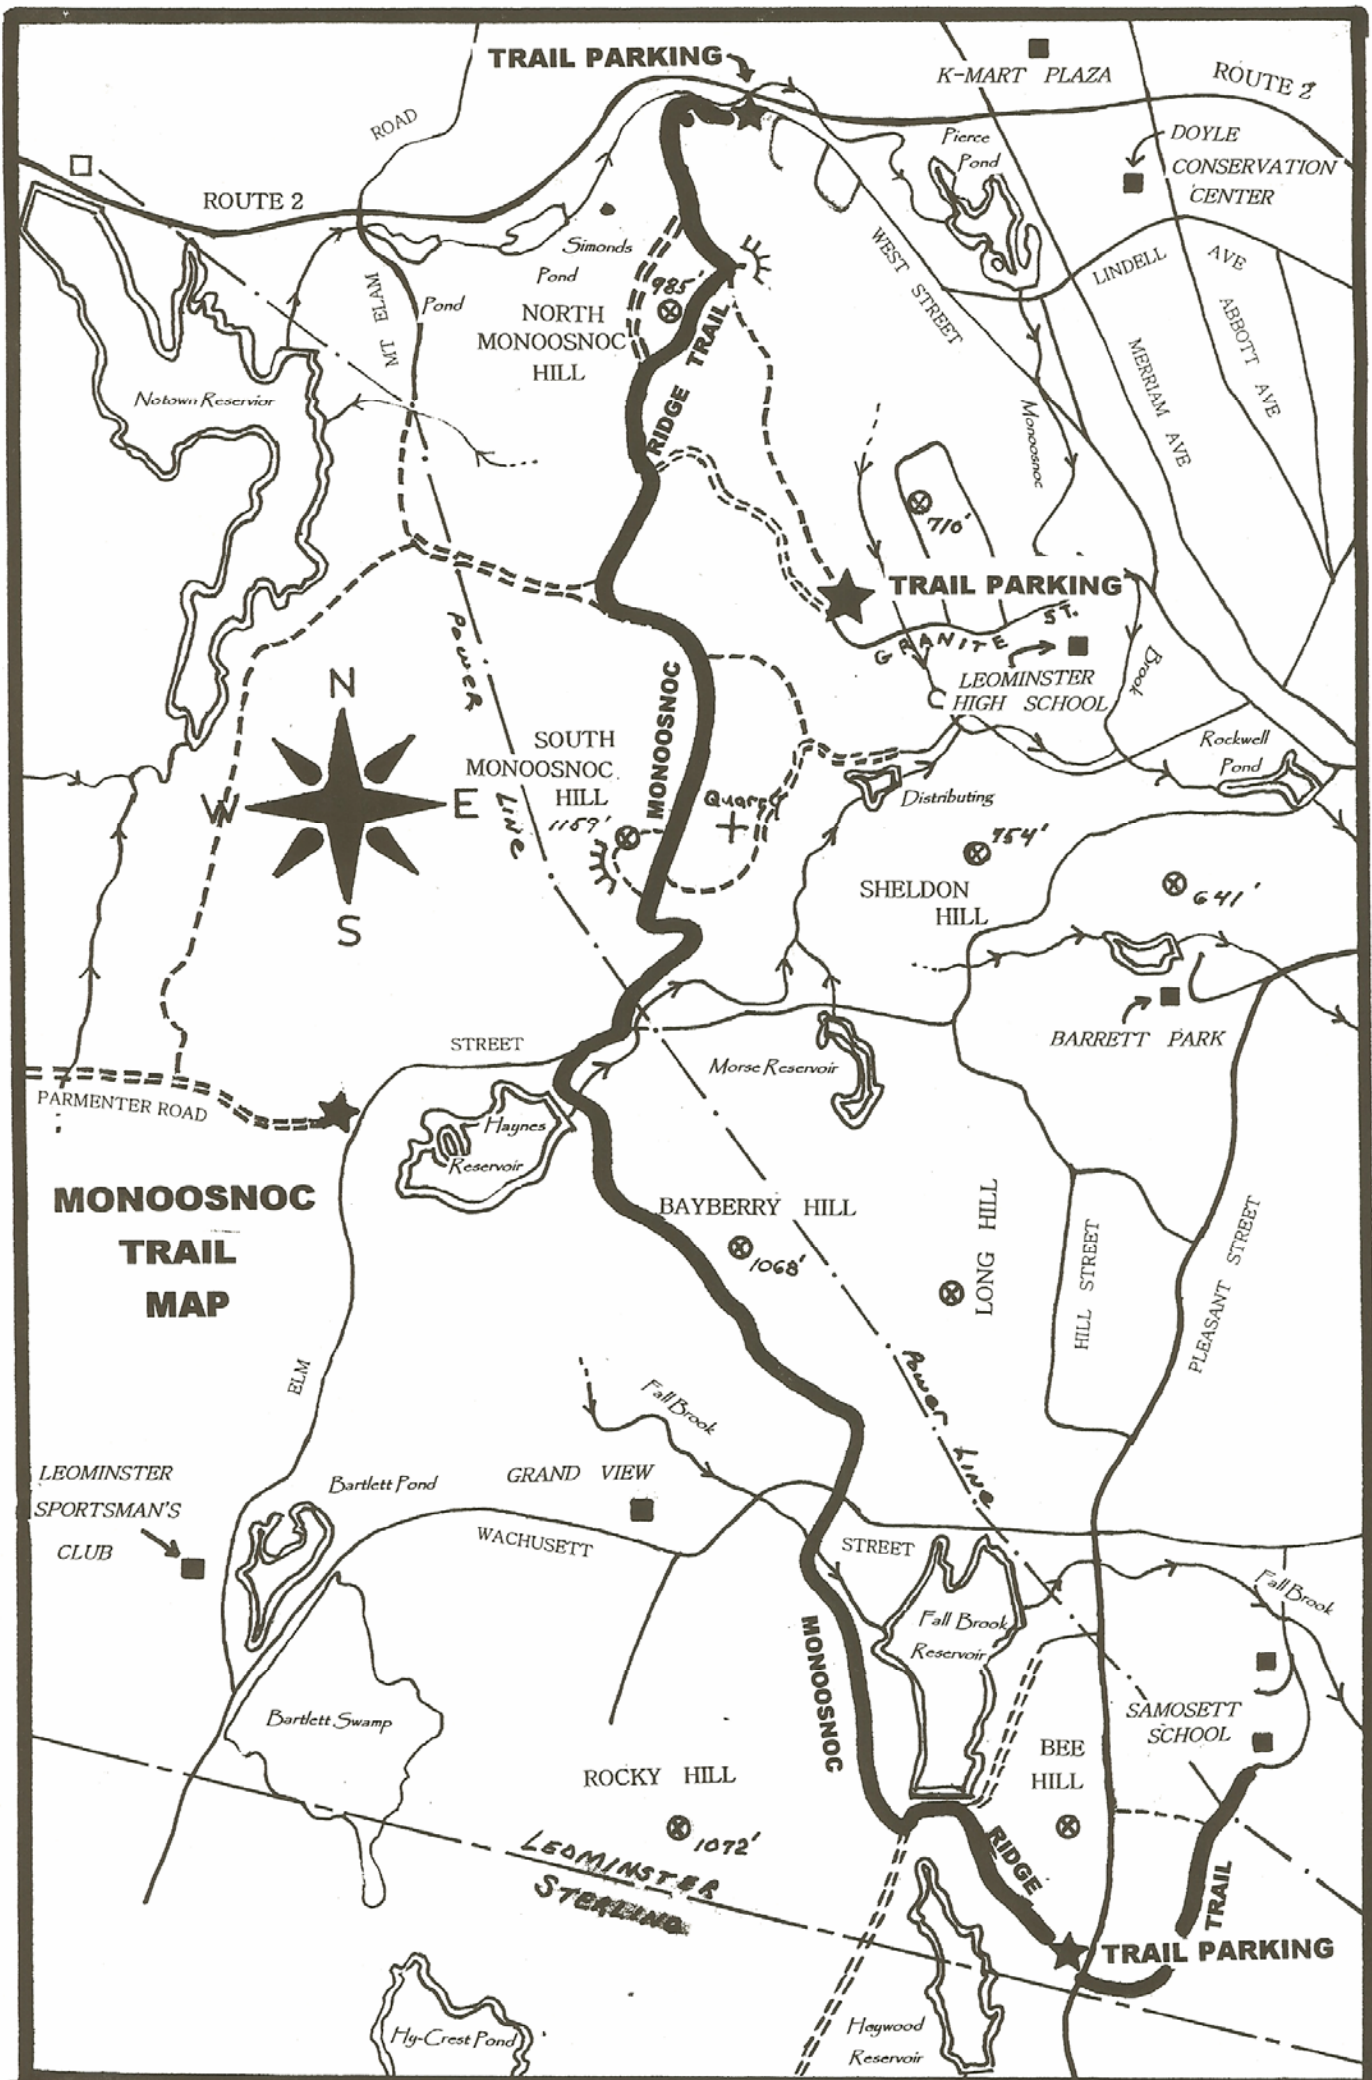 TRAIL PARKING
K-MART PLAZA
ROUTE 2
ROAD
DOYLE
CONSERVATION
CENTER
Pierce
Pond
ROUTE 2
Simonds
Pond
WEST
STREET
LINDELL
AVE
ABBOTT AVE
MERRIAM AVE
MT ELAM
Pond
985'
NORTH
MONOOSNOC
HILL
RIDGE TRAIL
Notown Reservior
Monoosnoc
Brook
710'
TRAIL PARKING
GRANITE ST.
LEOMINSTER
HIGH SCHOOL
POWER
LINE
N
W
E
S
SOUTH
MONOOSNOC
HILL
1159'
MONOOSNOC
Quarry
Distributing
Rockwell
Pond
754'
SHELDON
HILL
641'
BARRETT PARK
STREET
Morse Reservoir
PARMENTER ROAD
Haynes
Reservoir
MONOOSNOC
TRAIL
MAP
BAYBERRY HILL
1068'
LONG HILL
HILL STREET
PLEASANT STREET
ELM
Power Line
Fall Brook
LEOMINSTER
SPORTSMAN'S
CLUB
Bartlett Pond
GRAND VIEW
WACHUSETT
STREET
Fall Brook
Reservoir
Fall Brook
MONOOSNOC
Bartlett Swamp
SAMOSETT
SCHOOL
BEE
HILL
ROCKY HILL
1072'
LEOMINSTER
STERLING
RIDGE
TRAIL
TRAIL PARKING
Hy-Crest Pond
Haywood
Reservoir